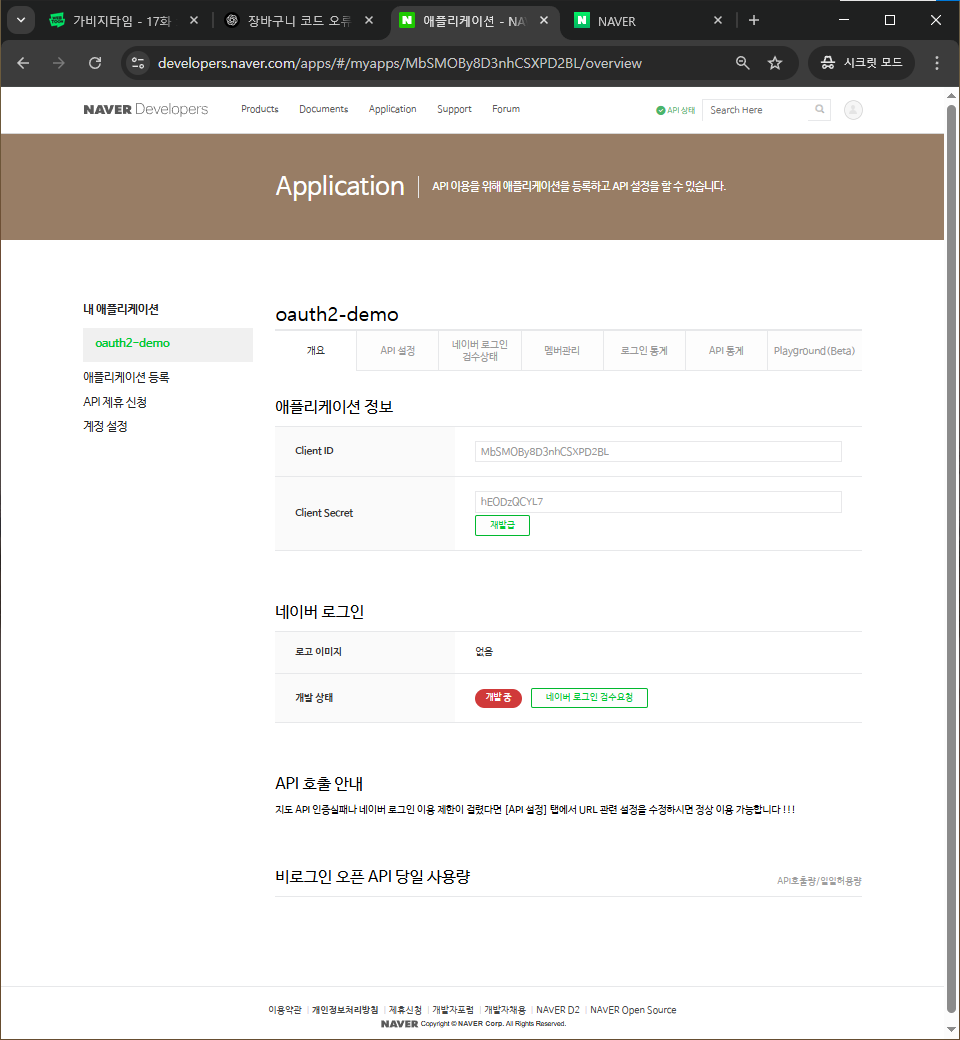 가비지타임 - 17화
장바구니 코드 오류
애플리케이션 - NA
NAVER
developers.naver.com/apps/#/myapps/MbSMOBy8D3nhCSXPD2BL/overview
시크릿 모드
NAVER Developers
Products
Documents
Application
Support
Forum
API 상태
Search Here
Application
API 이용을 위해 애플리케이션을 등록하고 API 설정을 할 수 있습니다.
내 애플리케이션
oauth2-demo
애플리케이션 등록
API 제휴 신청
계정 설정
oauth2-demo
개요
API 설정
네이버 로그인
검수상태
멤버관리
로그인 통계
API 통계
Playground(Beta)
애플리케이션 정보
Client ID
MbSMOBy8D3nhCSXPD2BL
Client Secret
hEODzQCYL7
재발급
네이버 로그인
로고 이미지
없음
개발 상태
개발 중
네이버 로그인 검수요청
API 호출 안내
지도 API 인증실패나 네이버 로그인 이용 제한이 걸렸다면 [API 설정] 탭에서 URL 관련 설정을 수정하시면 정상 이용 가능합니다!!!
비로그인 오픈 API 당일 사용량
API호출량/일일허용량
이용약관
개인정보처리방침
제휴신청
개발자포럼
개발자채용
NAVER D2
NAVER Open Source
NAVER Copyright © NAVER Corp. All Rights Reserved.